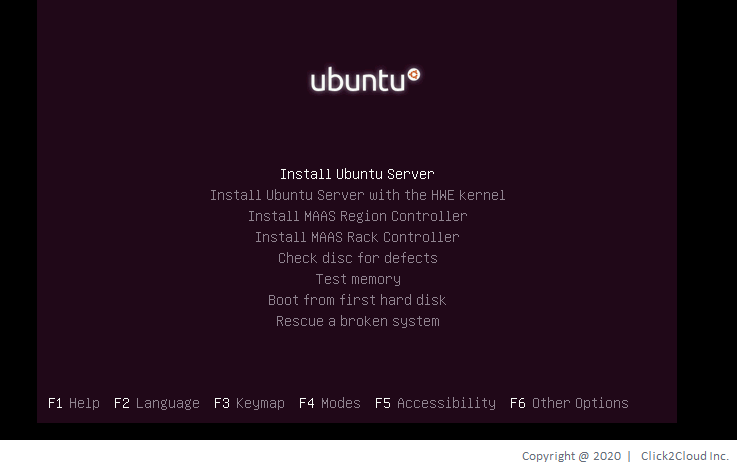 ubuntu
Install Ubuntu Server
Install Ubuntu Server with the HWE kernel
Install MAAS Region Controller
Install MAAS Rack Controller
Check disc for defects
Test memory
Boot from first hard disk
Rescue a broken system
F1 Help F2 Language F3 Keymap F4 Modes F5 Accessibility F6 Other Options
Copyright @ 2020 | Click2Cloud Inc.